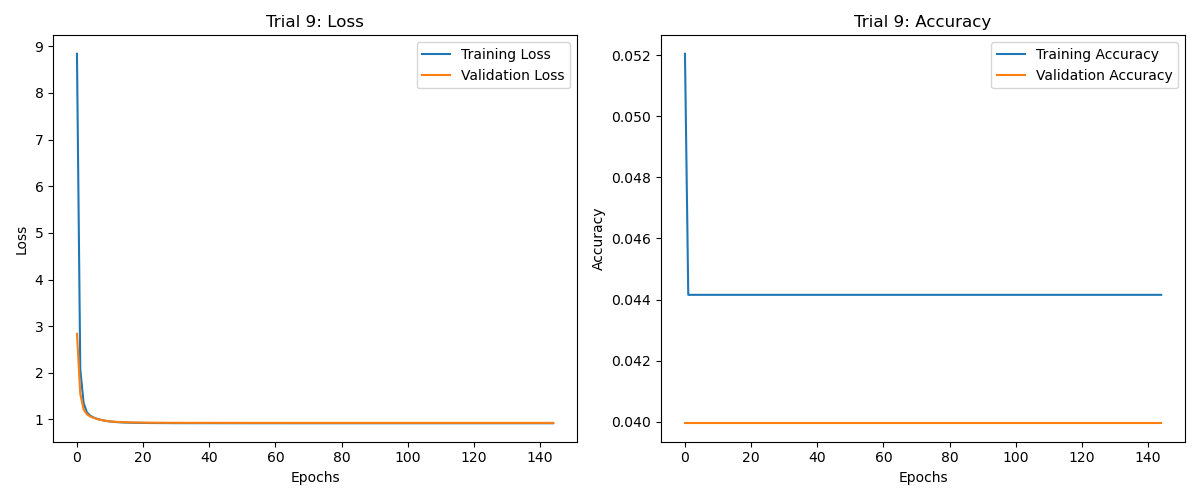 Trial 9: Loss
9
8
7
6
5
4
3
2
1
Loss
0 20 40 60 80 100 120 140
Epochs
Training Loss
Validation Loss
Trial 9: Accuracy
0.052
0.050
0.048
0.046
0.044
0.042
0.040
Accuracy
0 20 40 60 80 100 120 140
Epochs
Training Accuracy
Validation Accuracy